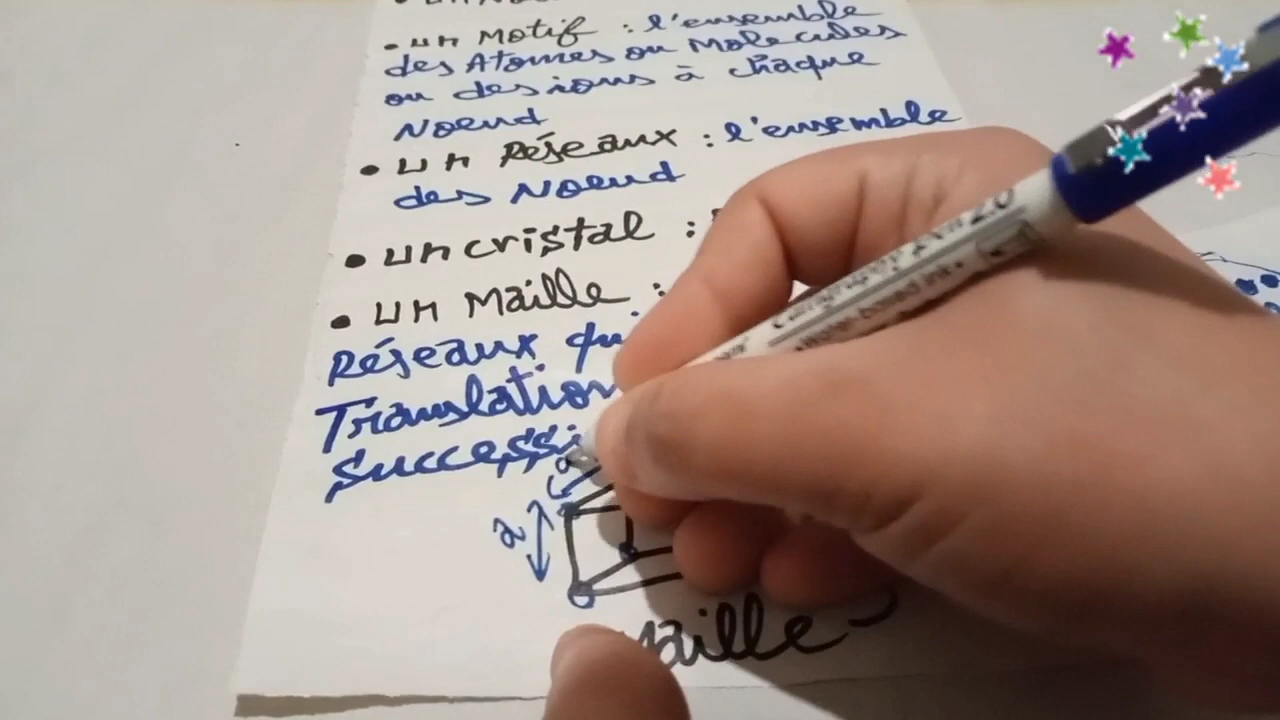 • un Motif : l'ensemble
des Atomes ou Molecules
ou des ions à chaque
Noeud
• un Réseaux : l'ensemble
des Noeud
• un cristal :
• un Maille :
Réseaux qui
Translation
Successi
a
a
Maille